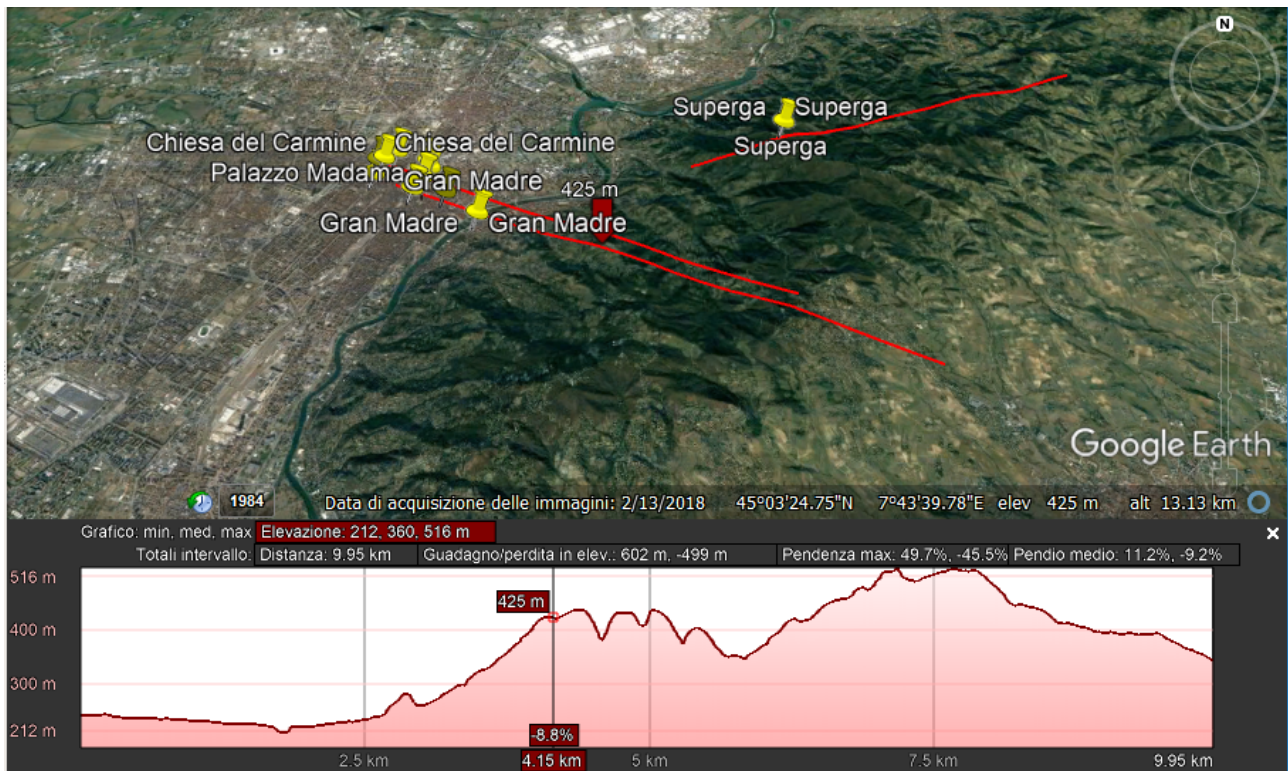 N
Superga Superga
Superga
Chiesa del Carmine Chiesa del Carmine
Palazzo Madama Gran Madre
425 m
Gran Madre Gran Madre
Google Earth
1984 Data di acquisizione delle immagini: 2/13/2018 45°03'24.75"N 7°43'39.78"E elev 425 m alt 13.13 km
Grafico: min, med, max Elevazione: 212, 360, 516 m
Totali intervallo: Distanza: 9.95 km Guadagno/perdita in elev.: 602 m, -499 m Pendenza max: 49.7%, -45.5% Pendio medio: 11.2%, -9.2%
516 m
425 m
400 m
300 m
212 m
-8.8%
2.5 km 4.15 km 5 km 7.5 km 9.95 km